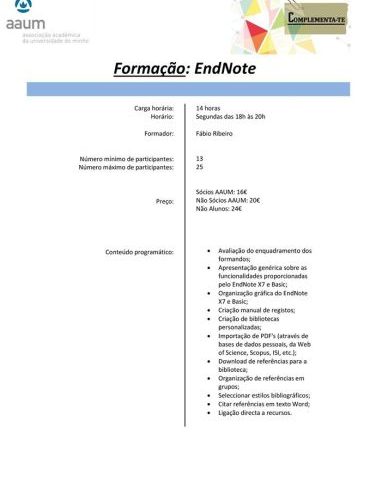 aaum
associação académica
da universidade do minho
COMPLEMENTA-TE
Formação: EndNote
Carga horária: 14 horas
Horário: Segundas das 18h às 20h
Formador: Fábio Ribeiro
Número mínimo de participantes: 13
Número máximo de participantes: 25
Sócios AAUM: 16€
Preço: Não Sócios AAUM: 20€
Não Alunos: 24€
Conteúdo programático: • Avaliação do enquadramento dos
formandos;
• Apresentação genérica sobre as
funcionalidades proporcionadas
pelo EndNote X7 e Basic;
• Organização gráfica do EndNote
X7 e Basic;
• Criação manual de registos;
• Criação de bibliotecas
personalizadas;
• Importação de PDF's (através de
bases de dados pessoais, da Web
of Science, Scopus, ISI, etc.);
• Download de referências para a
biblioteca;
• Organização de referências em
grupos;
• Seleccionar estilos bibliográficos;
• Citar referências em texto Word;
• Ligação directa a recursos.